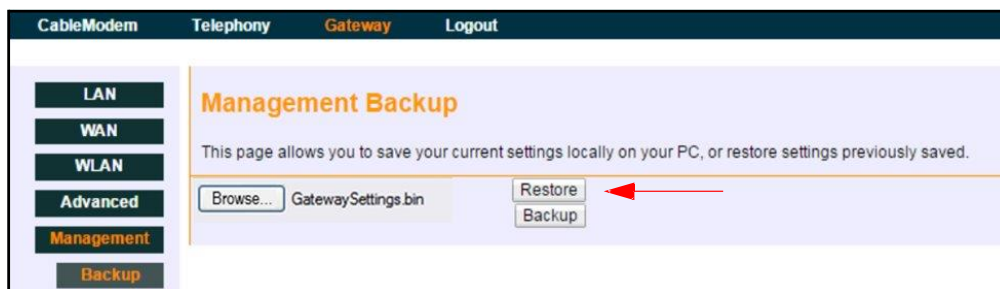 CableModem Telephony Gateway Logout
LAN
WAN
WLAN
Advanced
Management
Backup
Management Backup
This page allows you to save your current settings locally on your PC, or restore settings previously saved.
Browse... GatewaySettings.bin Restore
Backup